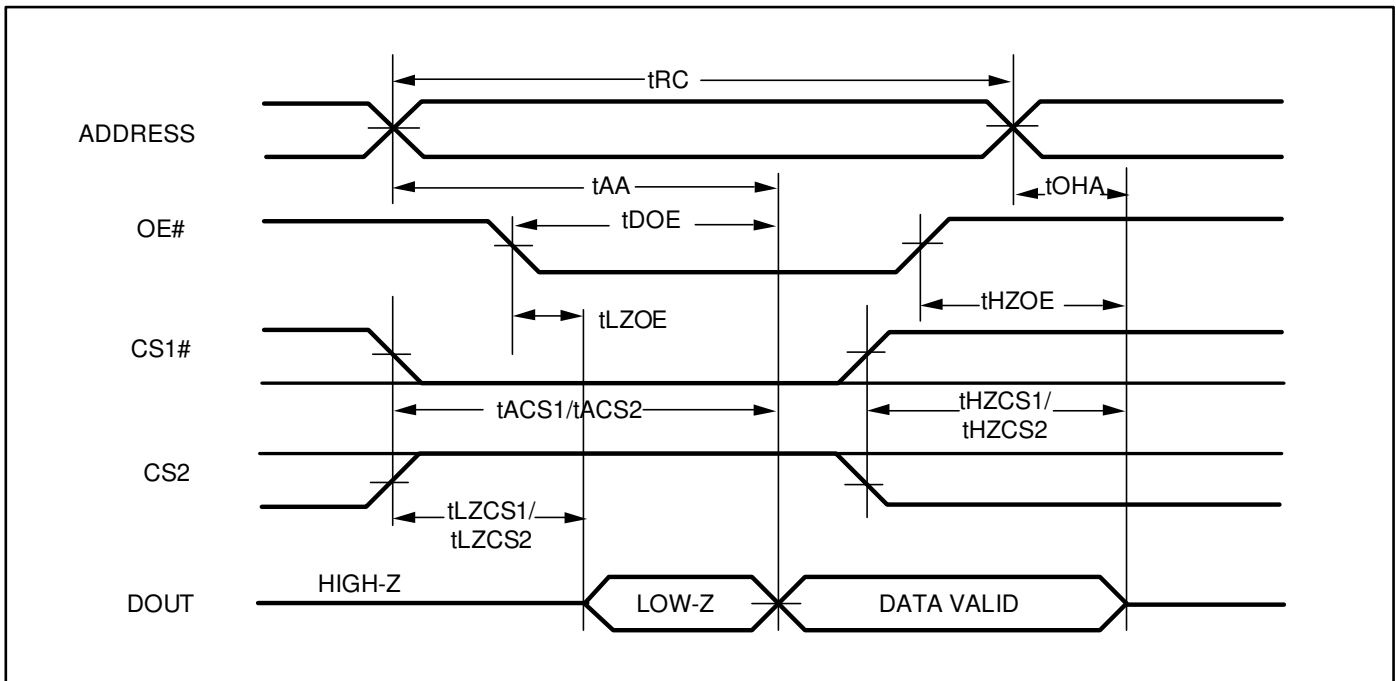 tRC
ADDRESS
tAA
tOHA
OE#
tDOE
tHZOE
tLZOE
CS1#
tACS1/tACS2
tHZCS1/
tHZCS2
CS2
tLZCS1/
tLZCS2
HIGH-Z
DOUT
LOW-Z
DATA VALID